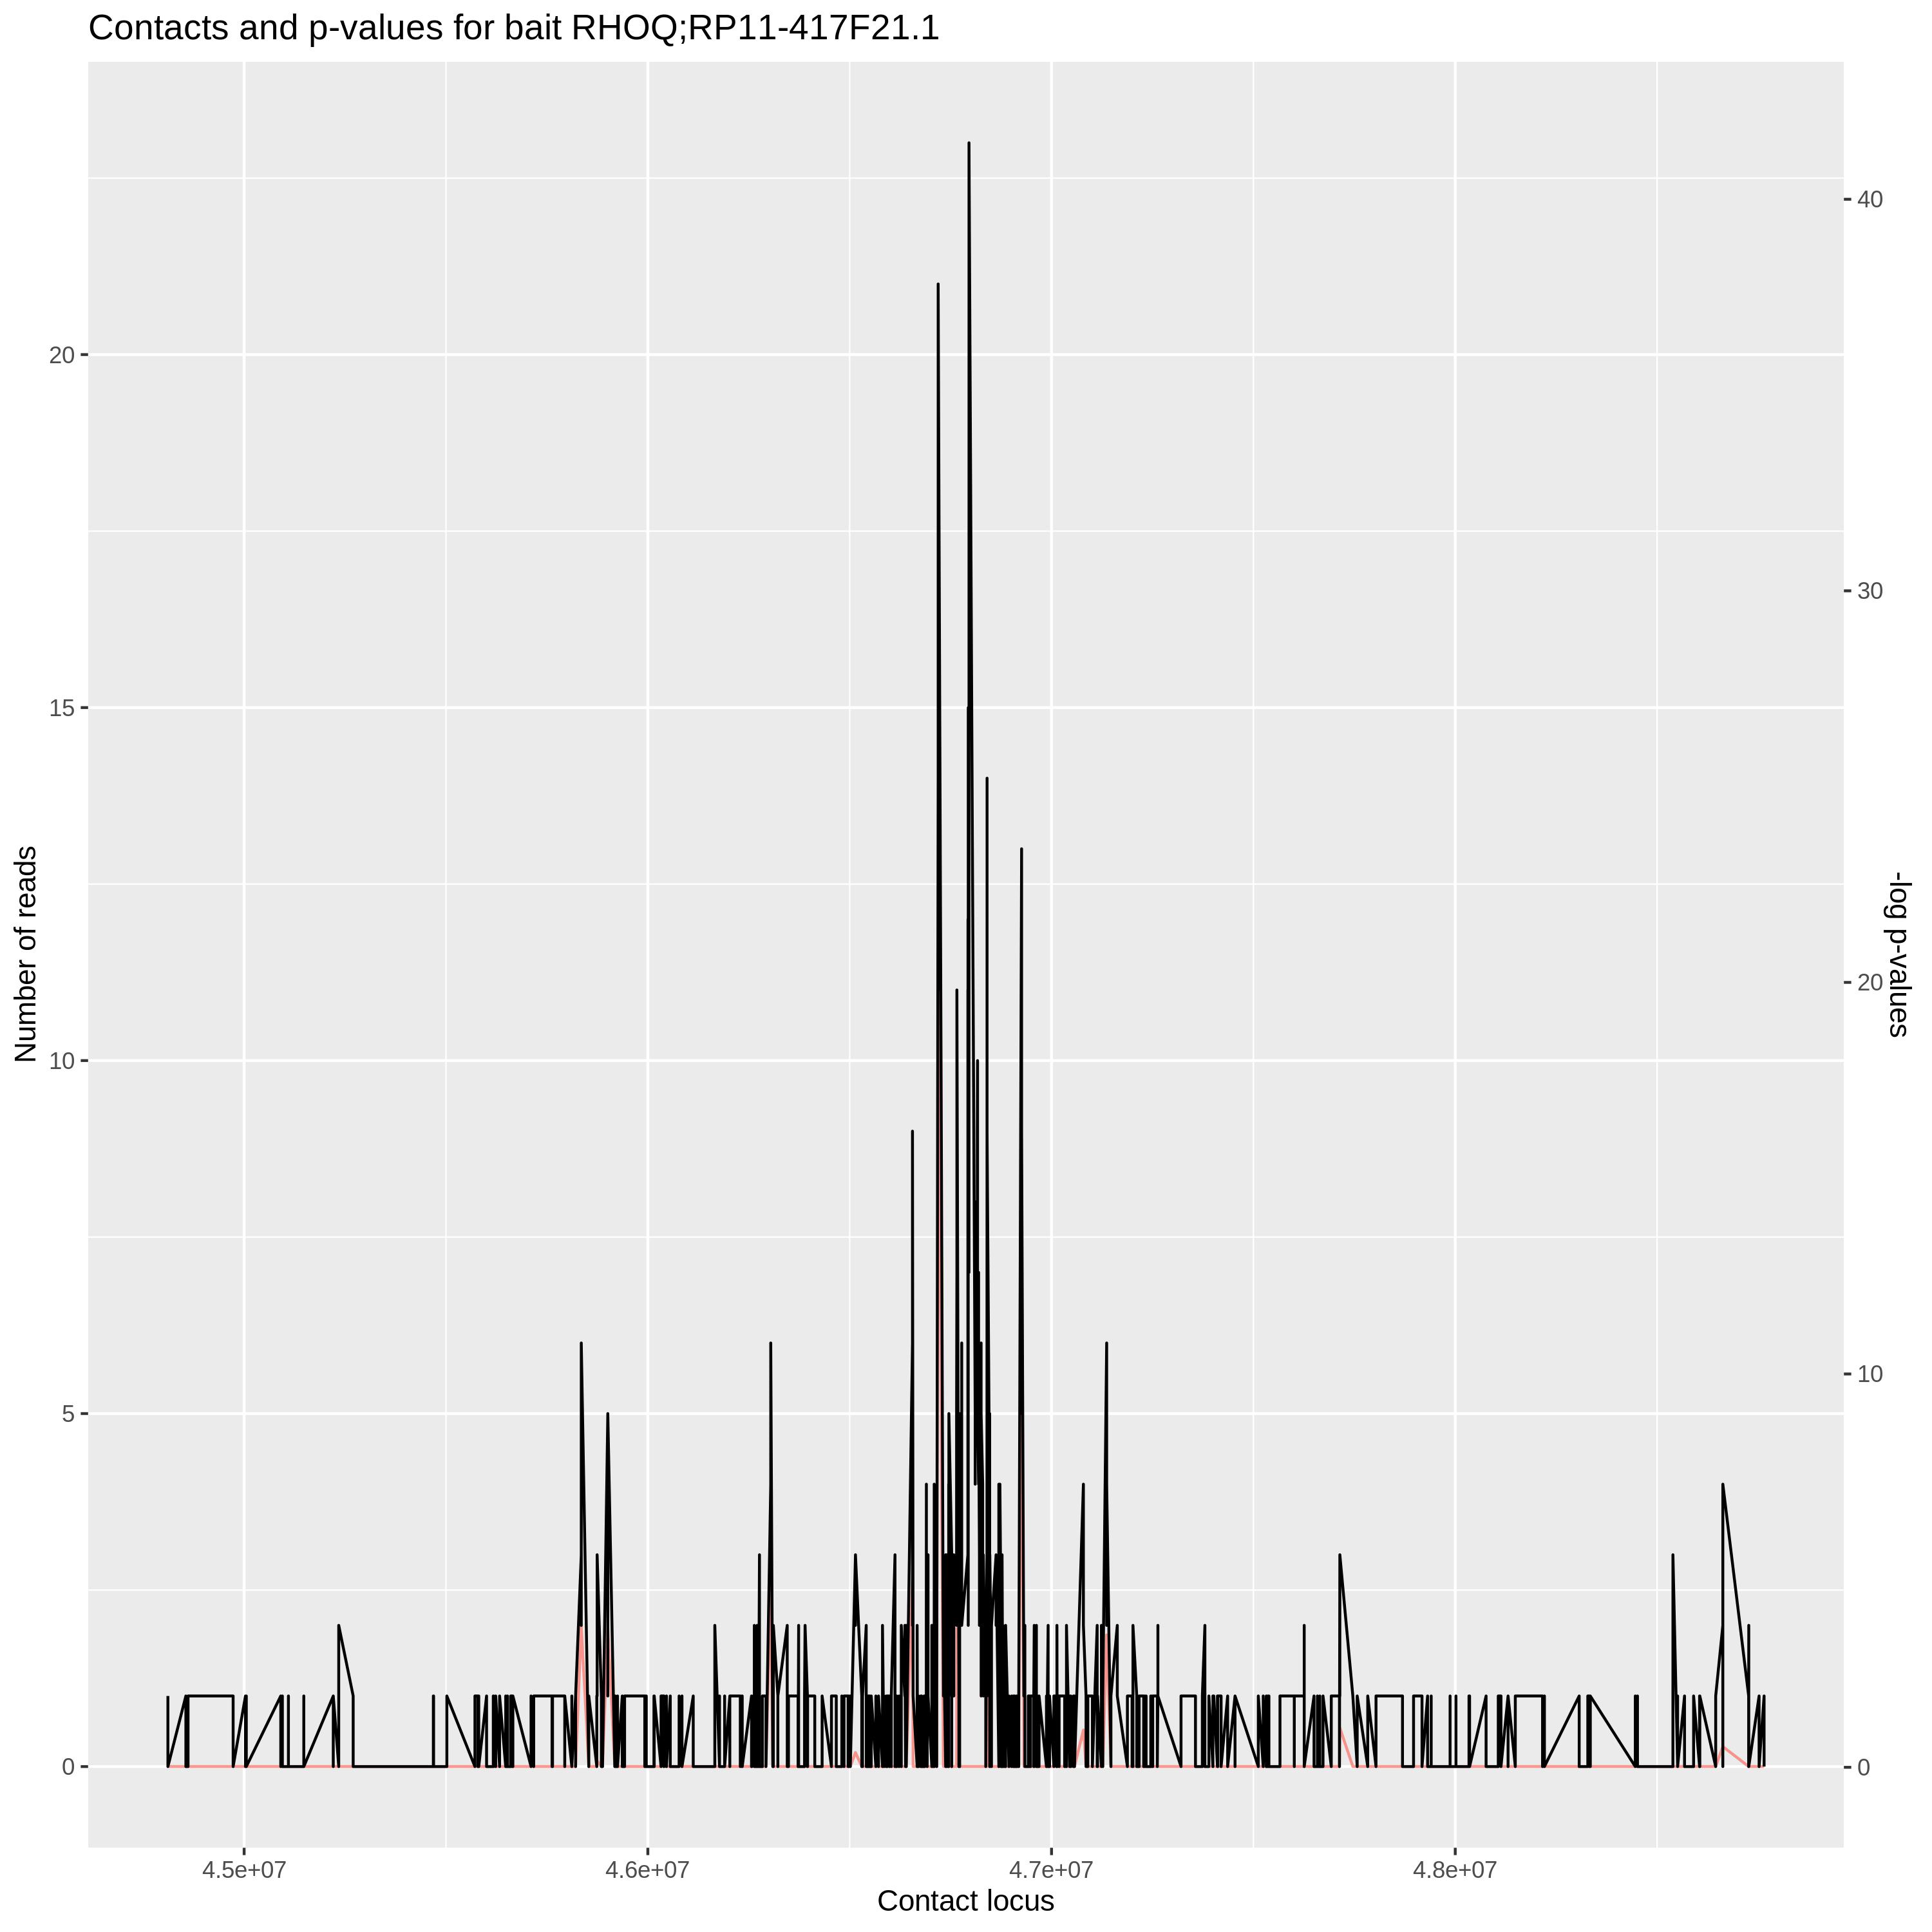 Contacts and p-values for bait RHOQ;RP11-417F21.1
Number of reads
20
15
10
5
0
40
30
20
10
0
-log p-values
4.5e+07 4.6e+07 4.7e+07 4.8e+07
Contact locus